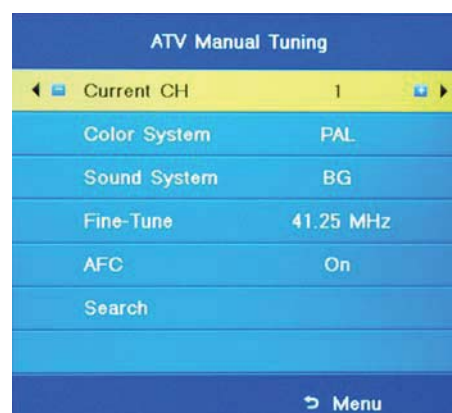 ATV Manual Tuning
Current CH 1
Color System PAL
Sound System BG
Fine-Tune 41.25 MHz
AFC On
Search
Menu